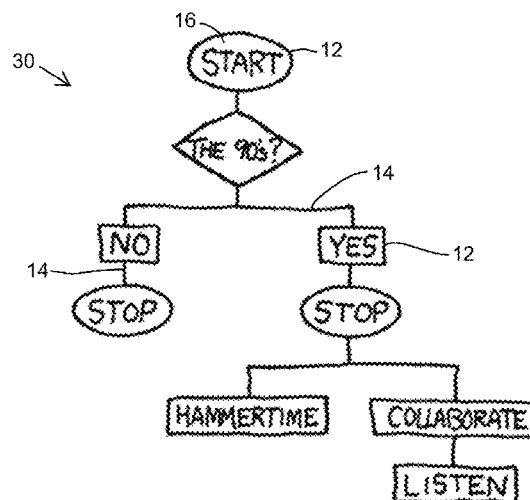 16
START
12
30
THE 90's?
14
NO
YES
12
14
STOP
STOP
HAMMERTIME
COLLABORATE
LISTEN